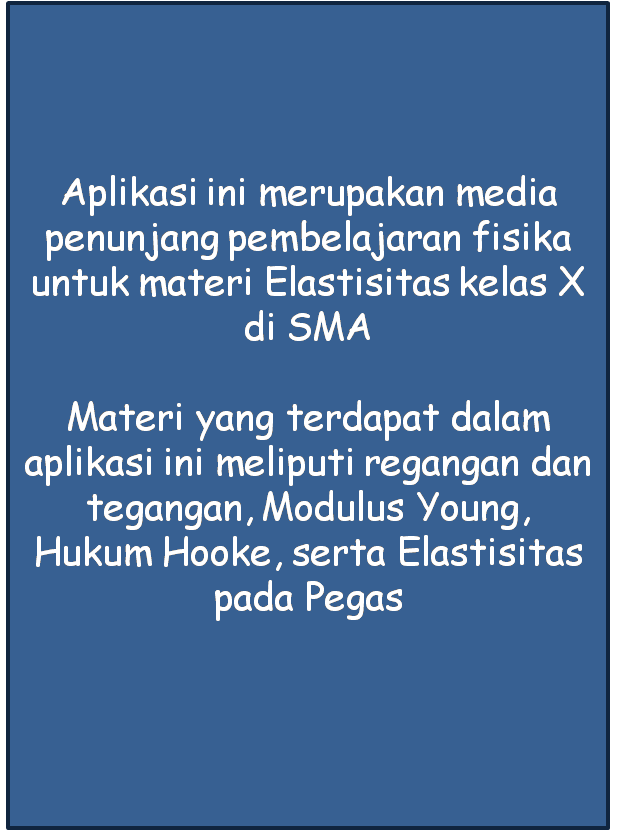 Aplikasi ini merupakan media
penunjang pembelajaran fisika
untuk materi Elastisitas kelas X
di SMA
Materi yang terdapat dalam
aplikasi ini meliputi regangan dan
tegangan, Modulus Young,
Hukum Hooke, serta Elastisitas
pada Pegas